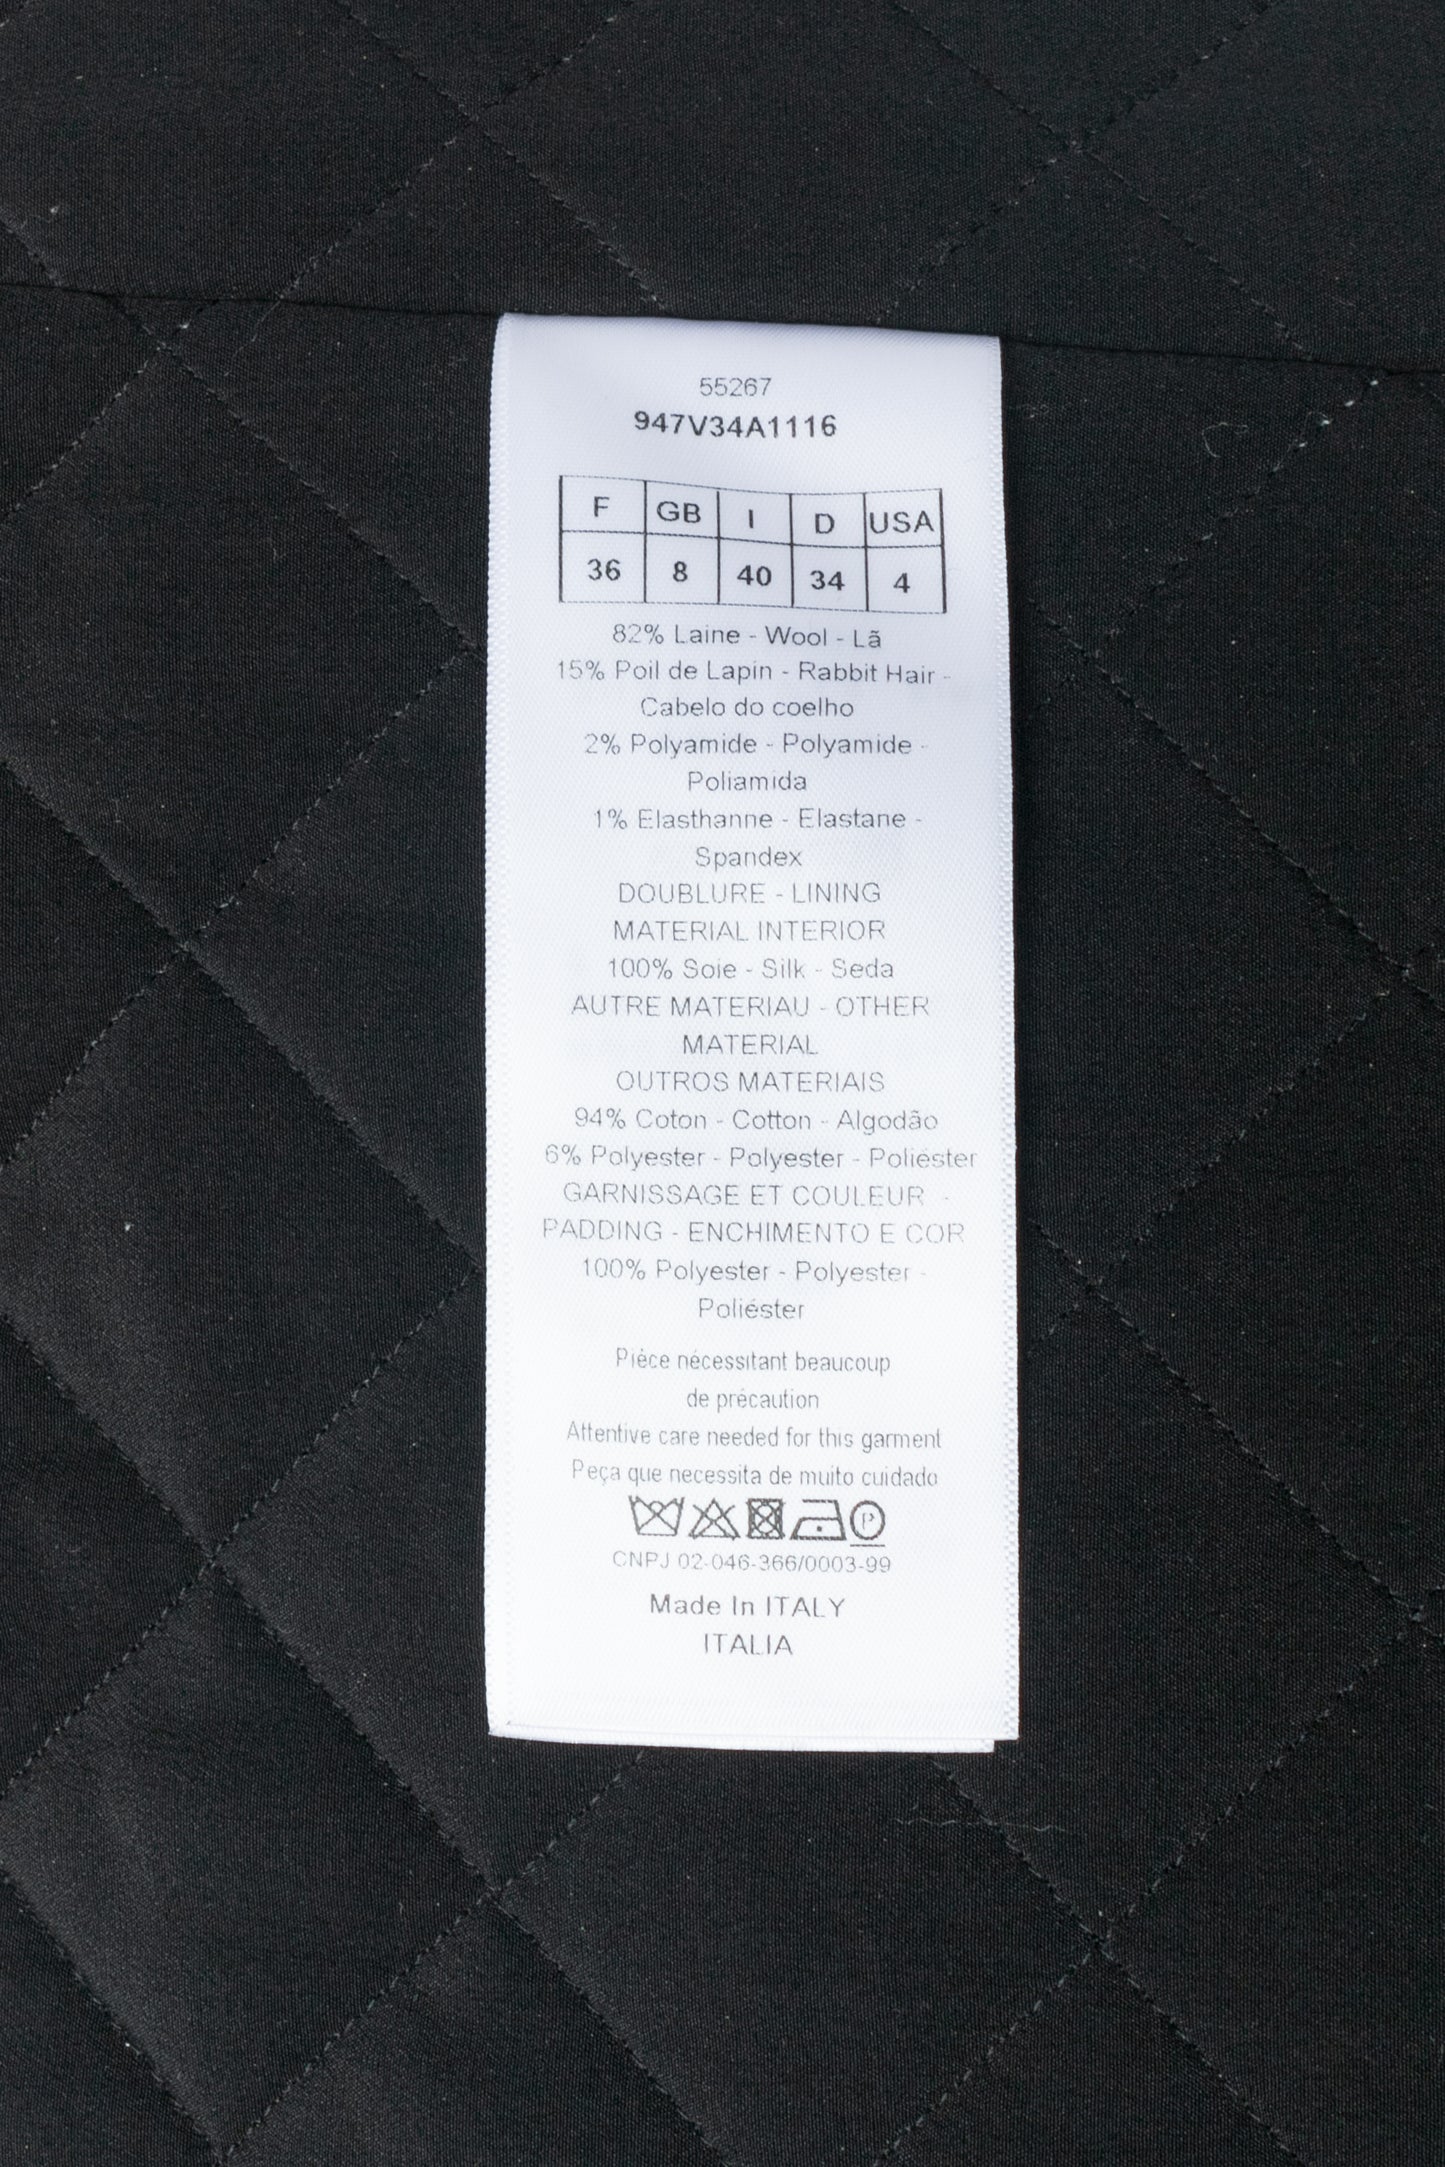 55267
947V34A1116
F GB I D USA
36 8 40 34 4
82% Laine - Wool - Lã
15% Poil de Lapin - Rabbit Hair -
Cabelo do coelho
2% Polyamide - Polyamide -
Poliamida
1% Elasthanne - Elastane -
Spandex
DOUBLURE - LINING
MATERIAL INTERIOR
100% Soie - Silk - Seda
AUTRE MATERIAU - OTHER
MATERIAL
OUTROS MATERIAIS
94% Coton - Cotton - Algodão
6% Polyester - Polyester - Poliéster
GARNISSAGE ET COULEUR -
PADDING - ENCHIMENTO E COR
100% Polyester - Polyester -
Poliéster
Pièce nécessitant beaucoup
de précaution
Attentive care needed for this garment
Peça que necessita de muito cuidado
P
CNPJ 02-046-366/0003-99
Made In ITALY
ITALIA